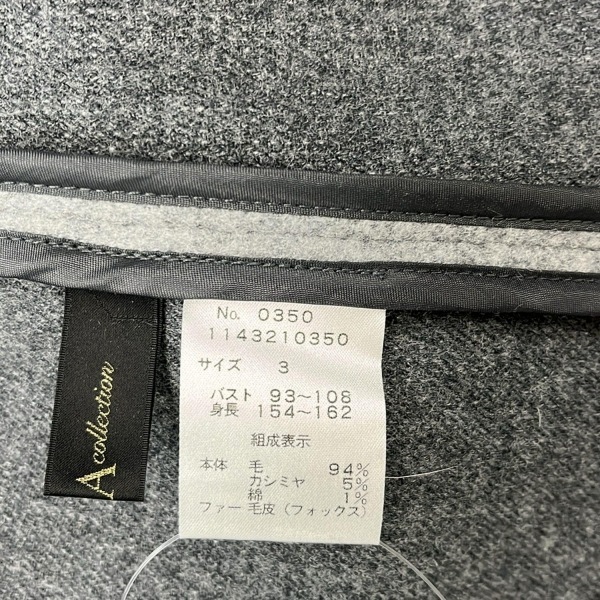 A collection
No. 0350
1143210350
サイズ 3
バスト 93～108
身長 154～162
組成表示
本体 毛 94%
カシミヤ 5%
綿 1%
ファー 毛皮(フォックス)